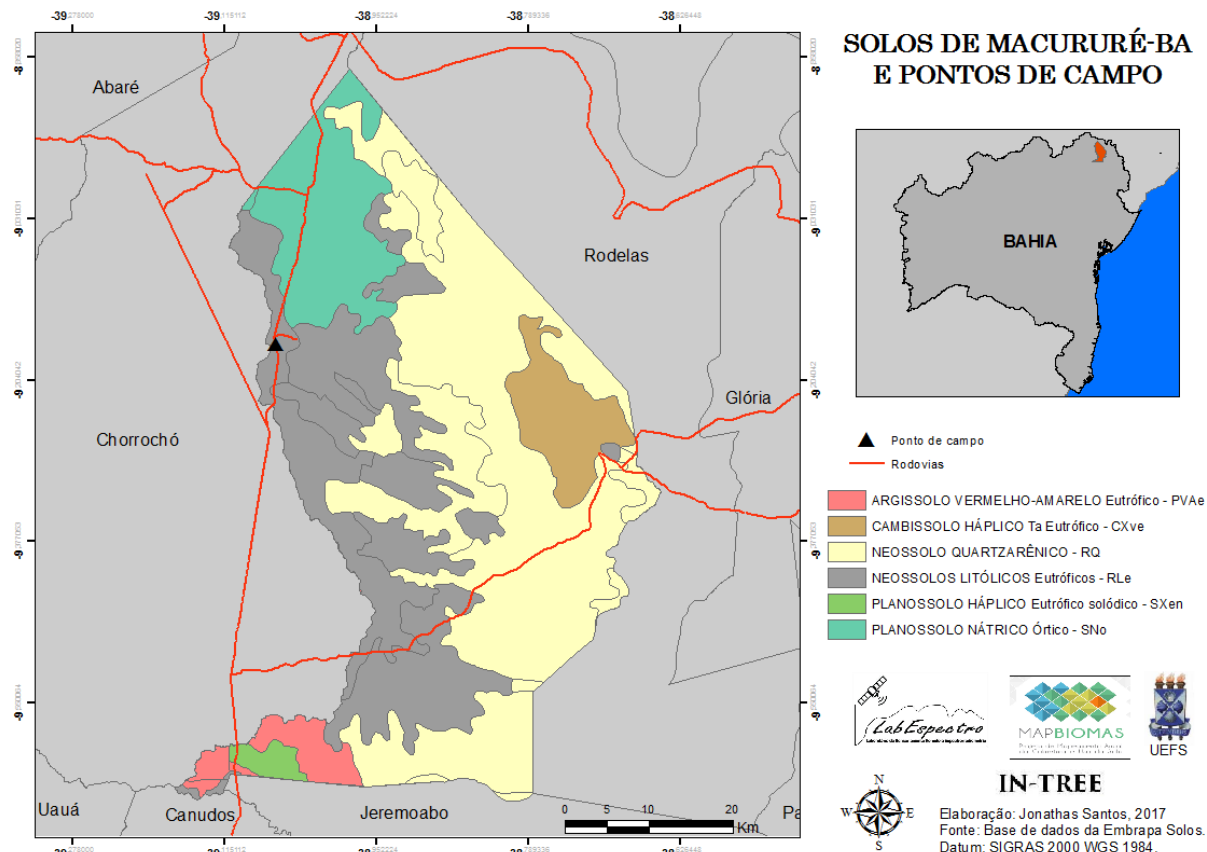 SOLOS DE MACURURÉ-BA
E PONTOS DE CAMPO
Abaré
Rodelas
Glória
Chorrochó
Uauá
Canudos
Jeremoabo
Pa
0 5 10 20
Km
BAHIA
Ponto de campo
Rodovias
ARGISSOLO VERMELHO-AMARELO Eutrófico - PVAe
CAMBISSOLO HÁPLICO Ta Eutrófico - CXve
NEOSSOLO QUARTZARÊNICO - RQ
NEOSSOLOS LITÓLICOS Eutróficos - RLe
PLANOSSOLO HÁPLICO Eutrófico solódico - SXen
PLANOSSOLO NÁTRICO Órtico - SNo
LabEspectro
MAPBIOMAS
UEFS
IN-TREE
N
W E
S
Elaboração: Jonathas Santos, 2017
Fonte: Base de dados da Embrapa Solos.
Datum: SIGRAS 2000 WGS 1984.